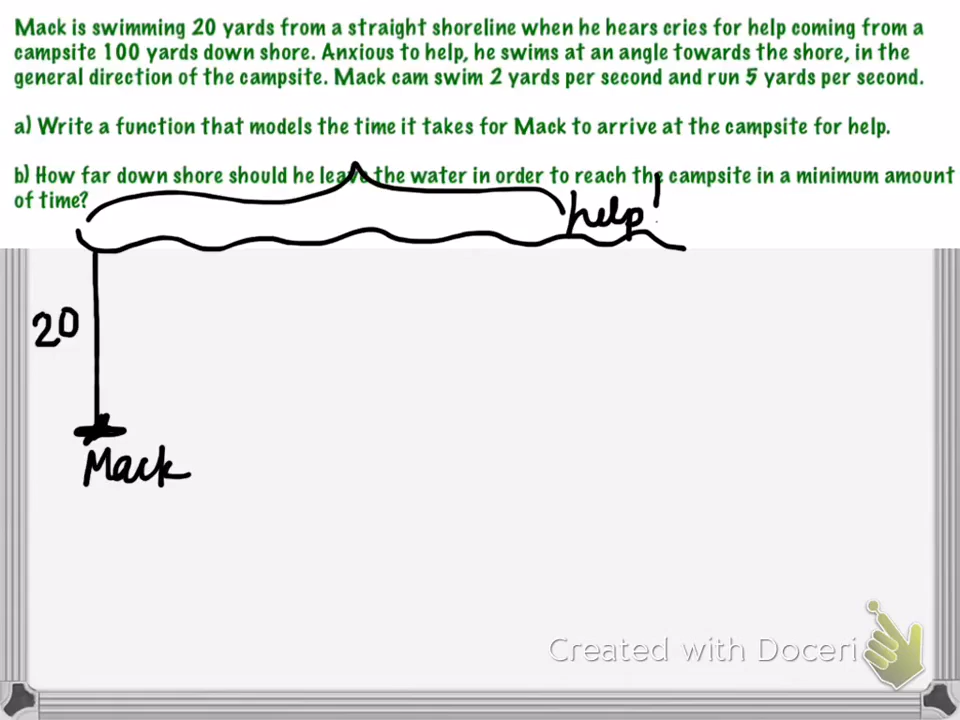 Mack is swimming 20 yards from a straight shoreline when he hears cries for help coming from a
campsite 100 yards down shore. Anxious to help, he swims at an angle towards the shore, in the
general direction of the campsite. Mack cam swim 2 yards per second and run 5 yards per second.
a) Write a function that models the time it takes for Mack to arrive at the campsite for help.
b) How far down shore should he leave the water in order to reach the campsite in a minimum amount
of time?
help!
20
Mack
Created with Doceri